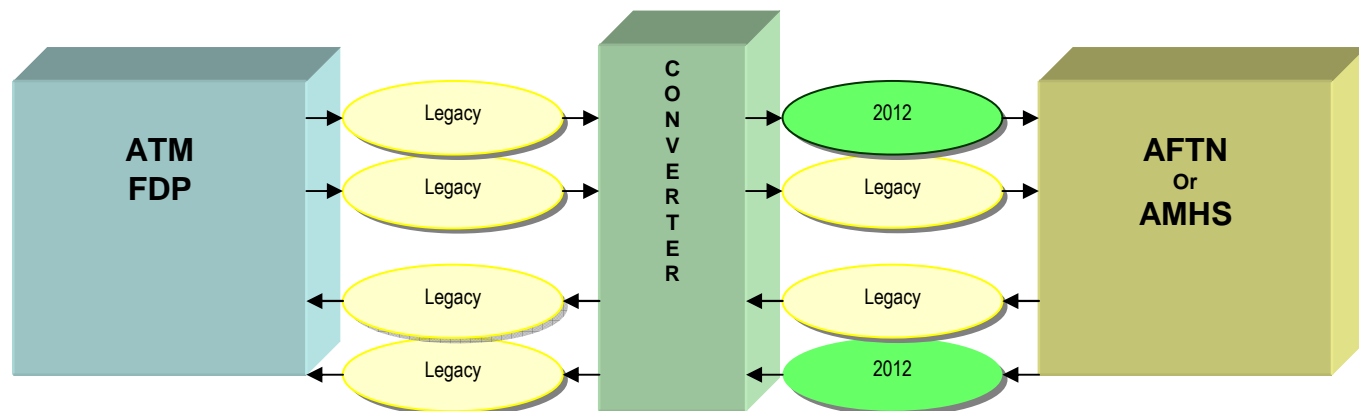 ATM
FDP
Legacy
Legacy
Legacy
Legacy
C
O
N
V
E
R
T
E
R
2012
Legacy
Legacy
2012
AFTN
Or
AMHS